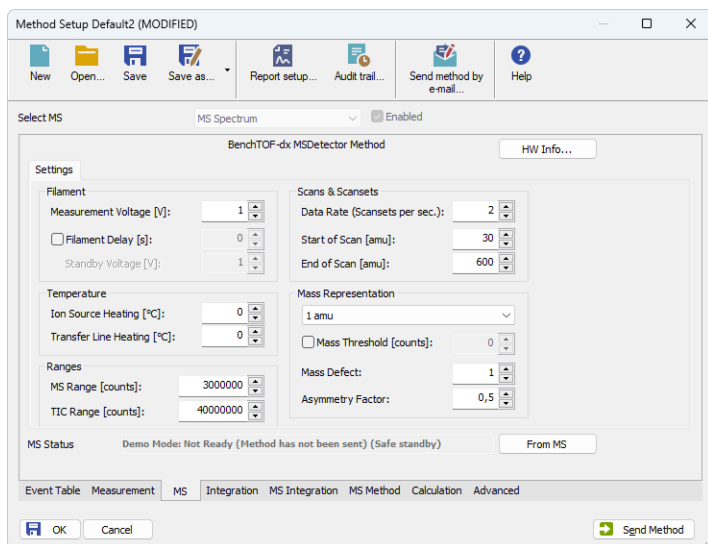 Method Setup Default2 (MODIFIED)
New Open... Save Save as... Report setup... Audit trail... Send method by e-mail... Help
Select MS MS Spectrum Enabled
BenchTOF-dx MSDetector Method HW Info...
Settings
Filament Scans & Scansets
Measurement Voltage [V]: 1 Data Rate (Scansets per sec.): 2
Filament Delay [s]: 0 Start of Scan [amu]: 30
Standby Voltage [V]: 1 End of Scan [amu]: 600
Temperature Mass Representation
Ion Source Heating [°C]: 0 1 amu
Transfer Line Heating [°C]: 0 Mass Threshold [counts]: 0
Ranges Mass Defect: 1
MS Range [counts]: 3000000 Asymmetry Factor: 0,5
TIC Range [counts]: 40000000
MS Status Demo Mode: Not Ready (Method has not been sent) (Safe standby) From MS
Event Table Measurement MS Integration MS Integration MS Method Calculation Advanced
OK Cancel Send Method